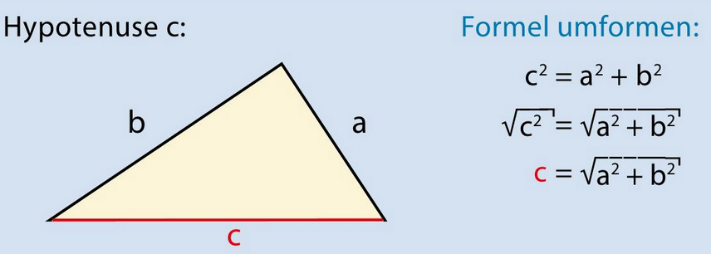 Hypotenuse c:
b
a
c
Formel umformen:
c² = a² + b²
√c² = √a² + b²
c = √a² + b²